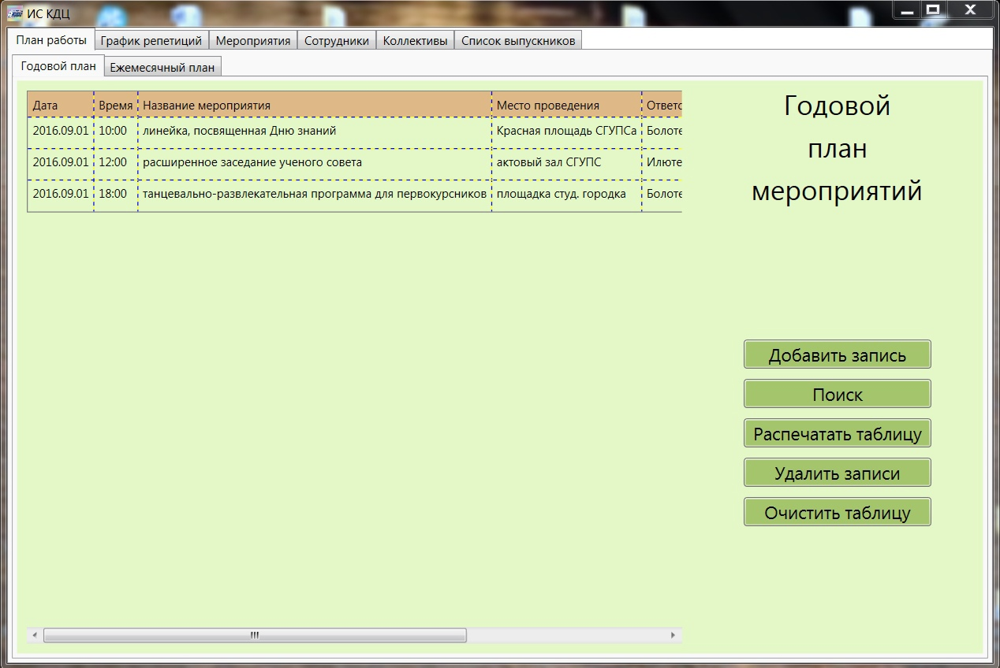 ИС КДЦ
План работы График репетиций Мероприятия Сотрудники Коллективы Список выпускников
Годовой план Ежемесячный план
Дата Время Название мероприятия Место проведения
2016.09.01 10:00 линейка, посвященная Дню знаний Красная площадь СГУПСа Болоте
2016.09.01 12:00 расширенное заседание ученого совета актовый зал СГУПС Илюте
2016.09.01 18:00 танцевально-развлекательная программа для первокурсников площадка студ. городка Болоте
Годовой
план
мероприятий
Добавить запись
Поиск
Распечатать таблицу
Удалить записи
Очистить таблицу